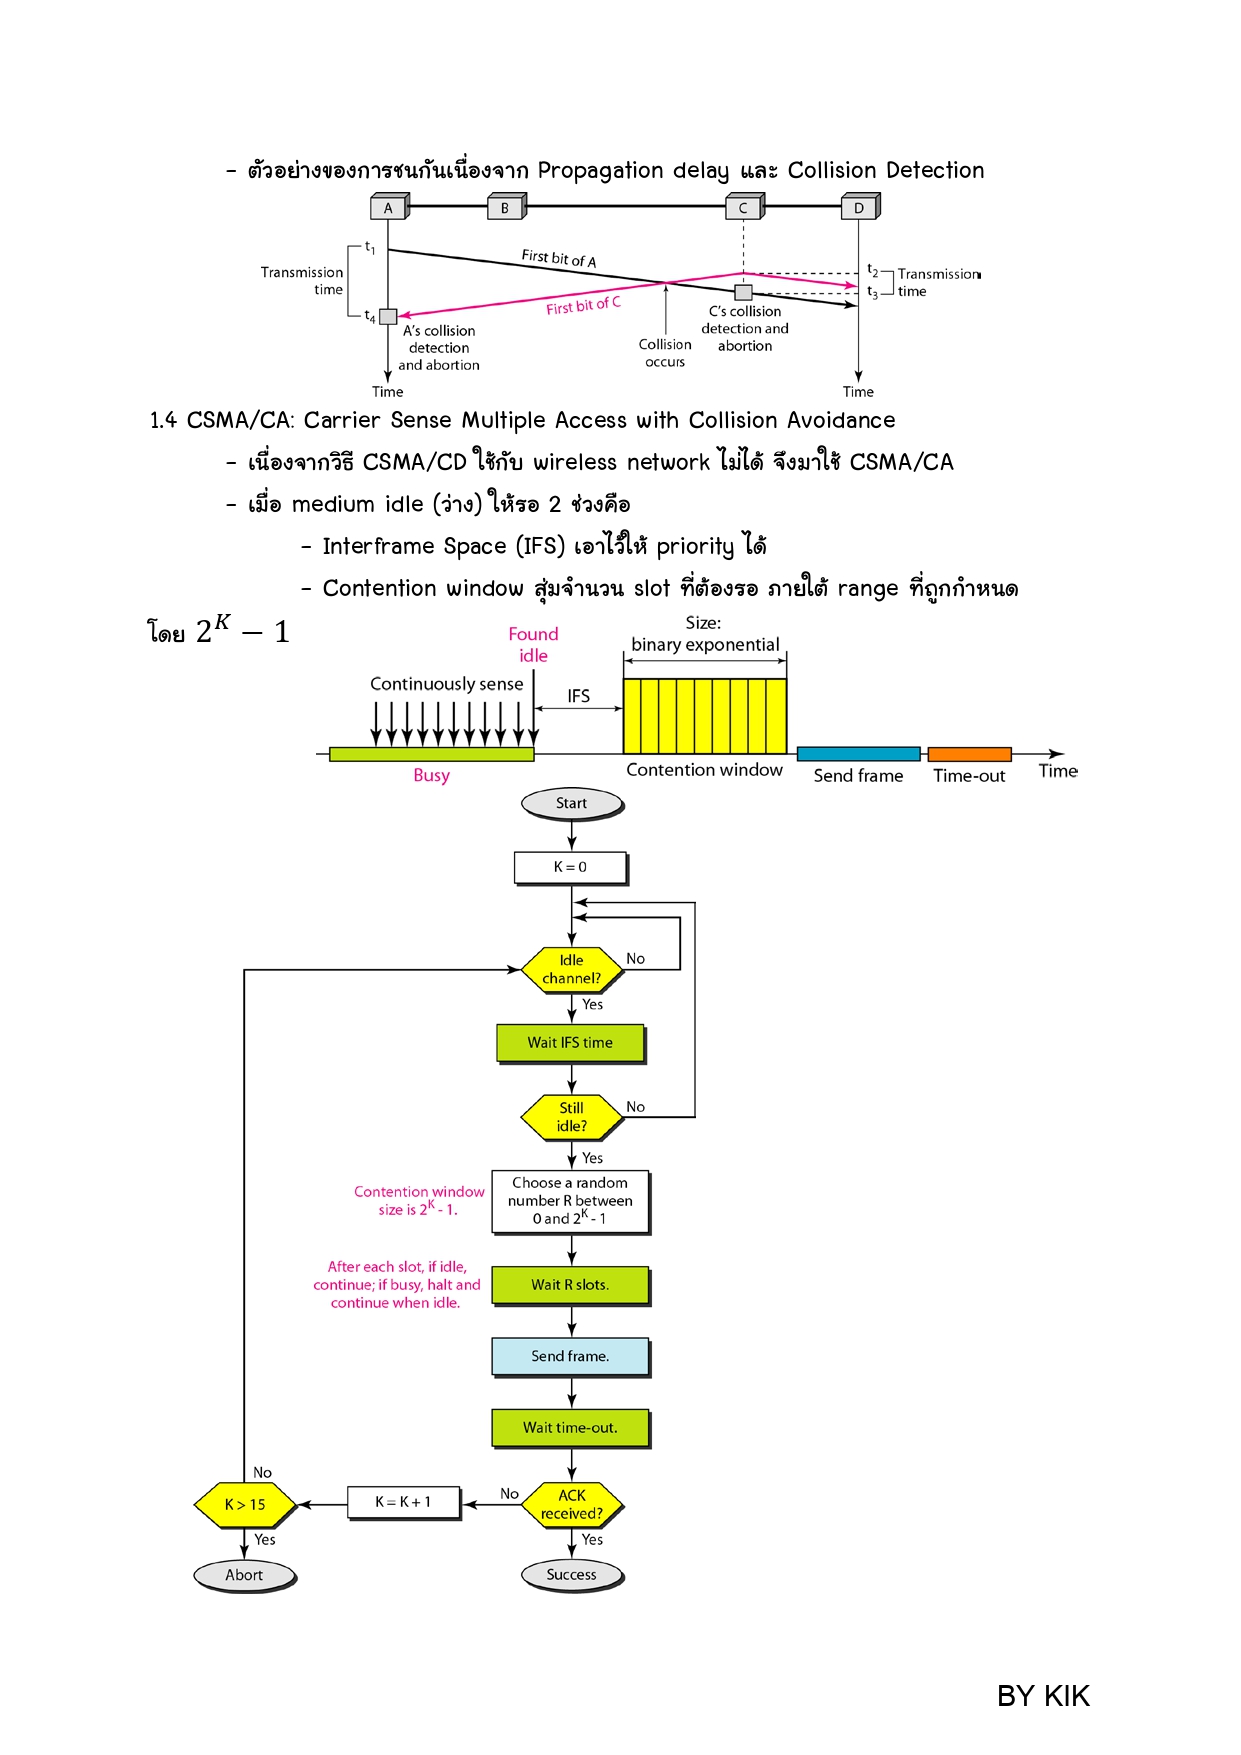 - ตัวอย่างของการชนกันเนื่องจาก Propagation delay และ Collision Detection
A B C D
t1
First bit of A
Transmission
time
t2
Transmission
time
t3
First bit of C
t4
A's collision
detection
and abortion
Collision
occurs
C's collision
detection and
abortion
Time
Time
1.4 CSMA/CA: Carrier Sense Multiple Access with Collision Avoidance
- เนื่องจากวิธี CSMA/CD ใช้กับ wireless network ไม่ได้ จึงมาใช้ CSMA/CA
- เมื่อ medium idle (ว่าง) ให้รอ 2 ช่วงคือ
- Interframe Space (IFS) เอาไว้ให้ priority ได้
- Contention window สุ่มจำนวน slot ที่ต้องรอ ภายใต้ range ที่ถูกกำหนด
โดย 2^K − 1
Found
idle
Size:
binary exponential
Continuously sense
IFS
Busy
Contention window
Send frame
Time-out
Time
Start
K = 0
Idle
channel?
No
Yes
Wait IFS time
Still
idle?
No
Yes
Contention window
size is 2^K - 1.
Choose a random
number R between
0 and 2^K - 1
After each slot, if idle,
continue; if busy, halt and
continue when idle.
Wait R slots.
Send frame.
Wait time-out.
No
K > 15
K = K + 1
No
ACK
received?
Yes
Yes
Abort
Success
BY KIK